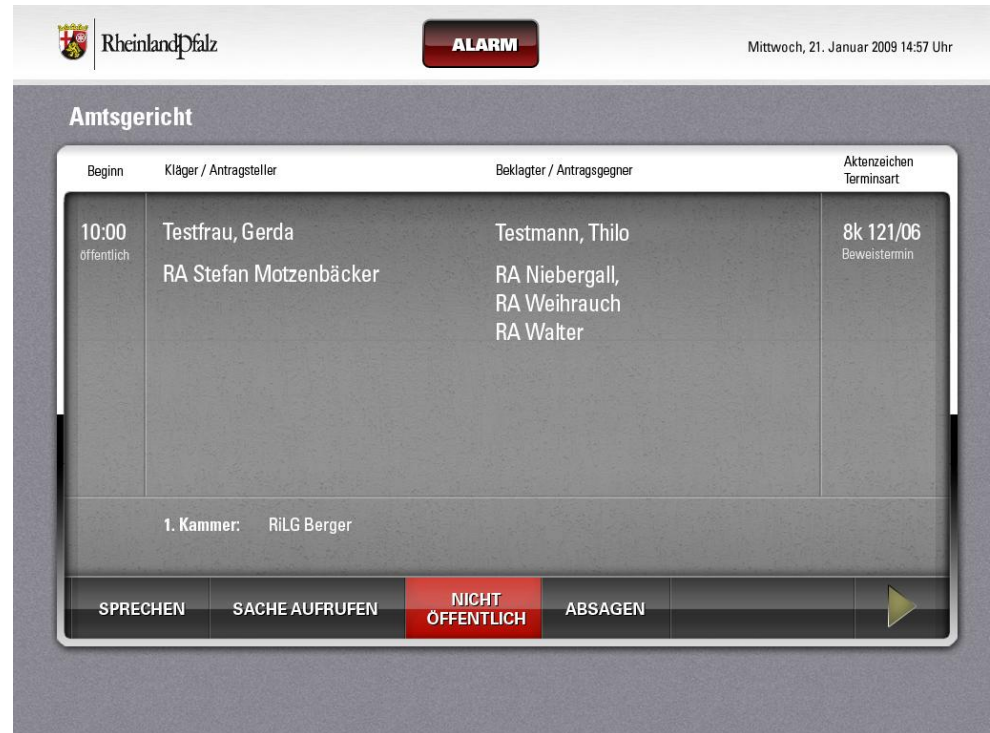 RheinlandPfalz
ALARM
Mittwoch, 21. Januar 2009 14:57 Uhr
Amtsgericht
Beginn
Kläger / Antragsteller
Beklagter / Antragsgegner
Aktenzeichen
Terminsart
10:00
öffentlich
Testfrau, Gerda
RA Stefan Motzenbäcker
Testmann, Thilo
RA Niebergall,
RA Weihrauch
RA Walter
8k 121/06
Beweistermin
1. Kammer: RiLG Berger
SPRECHEN
SACHE AUFRUFEN
NICHT
ÖFFENTLICH
ABSAGEN